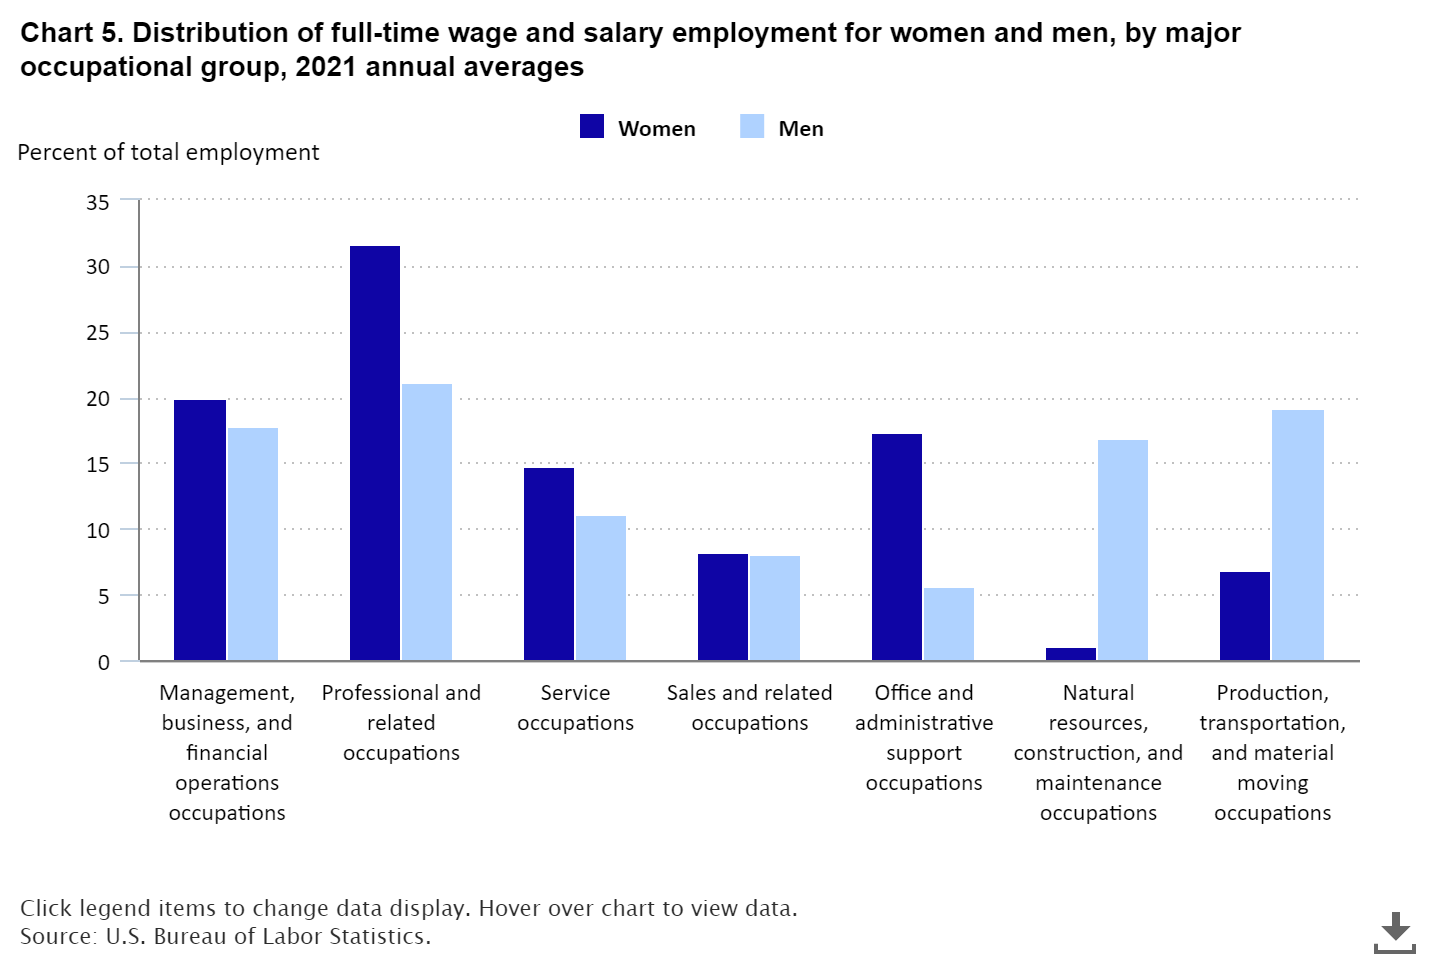 Chart 5. Distribution of full-time wage and salary employment for women and men, by major
occupational group, 2021 annual averages
Women
Men
Percent of total employment
35
30
25
20
15
10
5
0
Management,
business, and
financial
operations
occupations
Professional and
related
occupations
Service
occupations
Sales and related
occupations
Office and
administrative
support
occupations
Natural
resources,
construction, and
maintenance
occupations
Production,
transportation,
and material
moving
occupations
Click legend items to change data display. Hover over chart to view data.
Source: U.S. Bureau of Labor Statistics.